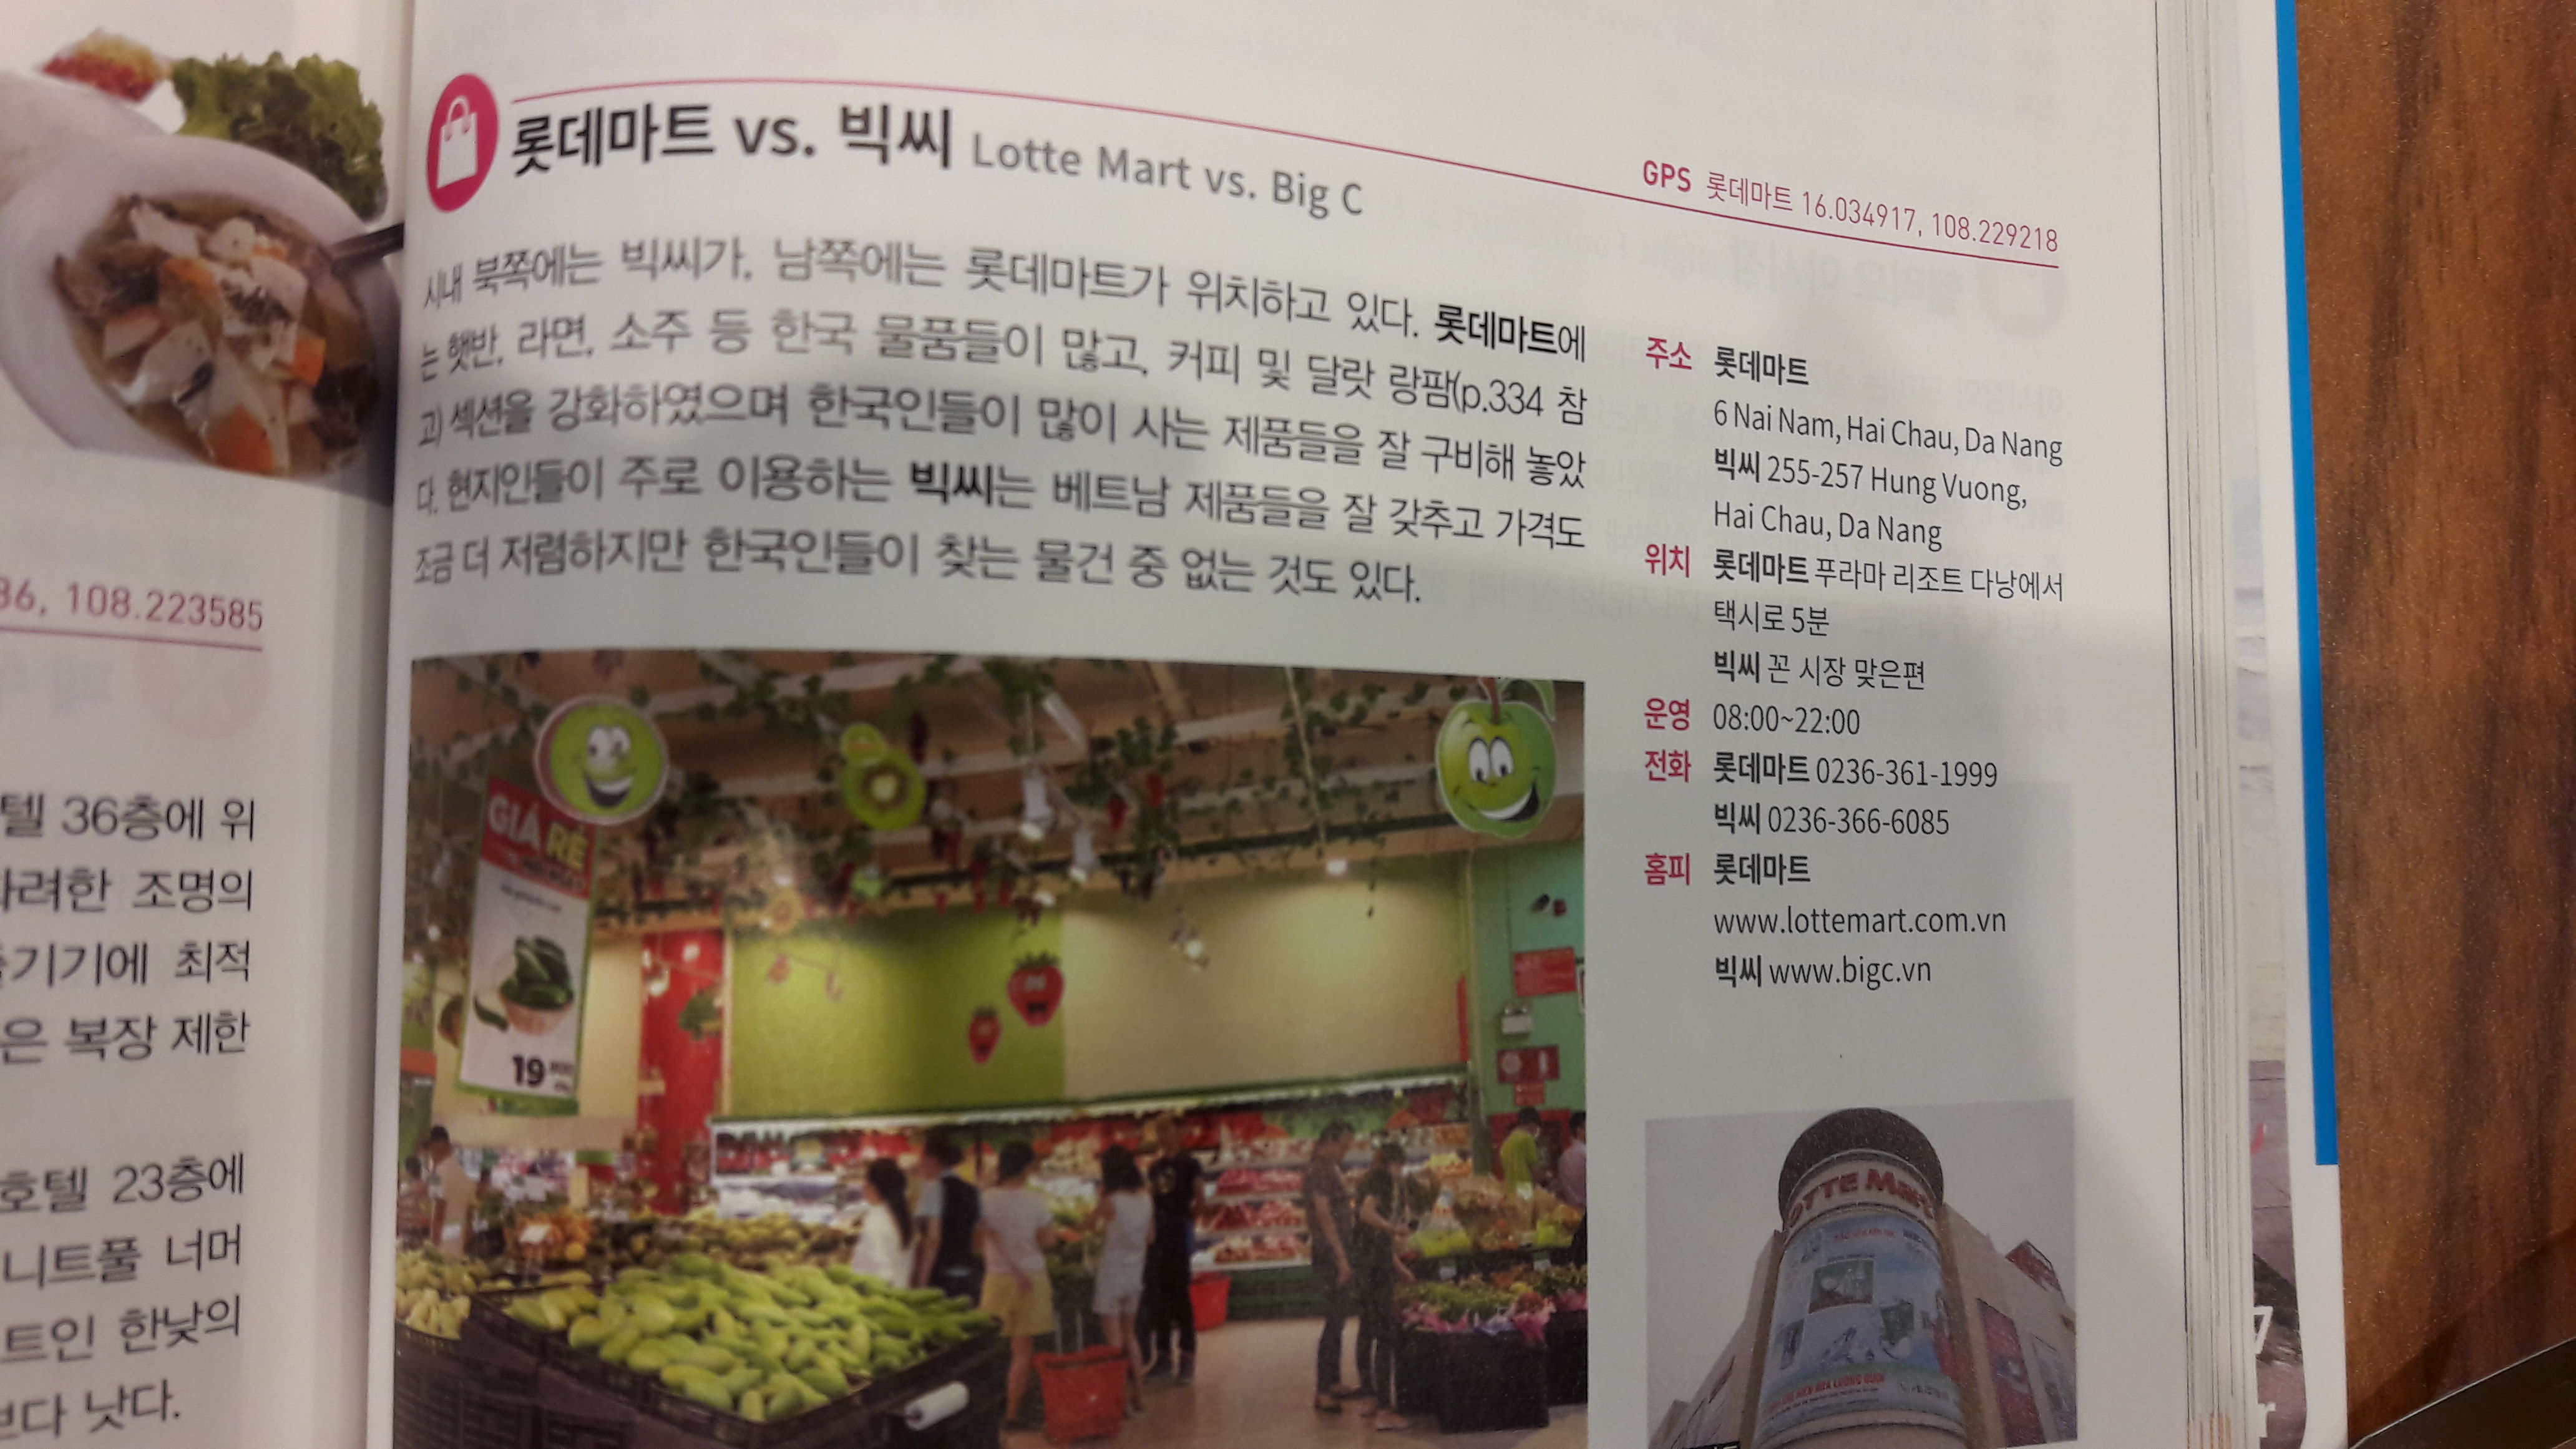 36, 108.223585
텔 36층에 위
려한 조명의
기기에 최적
은 복장 제한
호텔 23층에
니트풀 너머
트인 한낮의
보다 낫다.
롯데마트 vs. 빅씨 Lotte Mart vs. Big C
GPS 롯데마트 16.034917, 108.229218
시내 북쪽에는 빅씨가, 남쪽에는 롯데마트가 위치하고 있다. 롯데마트에
는 햇반, 라면, 소주 등 한국 물품들이 많고, 커피 및 달랏 랑팜(p.334 참
고) 섹션을 강화하였으며 한국인들이 많이 사는 제품들을 잘 구비해 놓았
다. 현지인들이 주로 이용하는 빅씨는 베트남 제품들을 잘 갖추고 가격도
조금 더 저렴하지만 한국인들이 찾는 물건 중 없는 것도 있다.
주소 롯데마트
6 Nai Nam, Hai Chau, Da Nang
빅씨 255-257 Hung Vuong,
Hai Chau, Da Nang
위치 롯데마트 푸라마 리조트 다낭에서
택시로 5분
빅씨 꼰 시장 맞은편
운영 08:00~22:00
전화 롯데마트 0236-361-1999
빅씨 0236-366-6085
홈피 롯데마트
www.lottemart.com.vn
빅씨 www.bigc.vn
GIÁ RẺ
19
LOTTE Mart